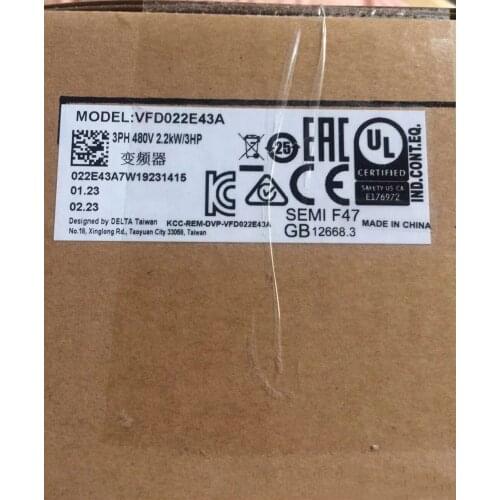 MODEL:VFD022E43A
3PH 480V 2.2kW/3HP
变频器
022E43A7W19231415
01.23
02.23
Designed by DELTA Taiwan
No.18, Xinglong Rd., Taoyuan City 33068, Taiwan
KCC-REM-DVP-VFD022E43A
25
EAC
UL
CERTIFIED
SAFETY US CA
E176972
IND.CONT.EQ.
SEMI F47
GB12668.3
MADE IN CHINA